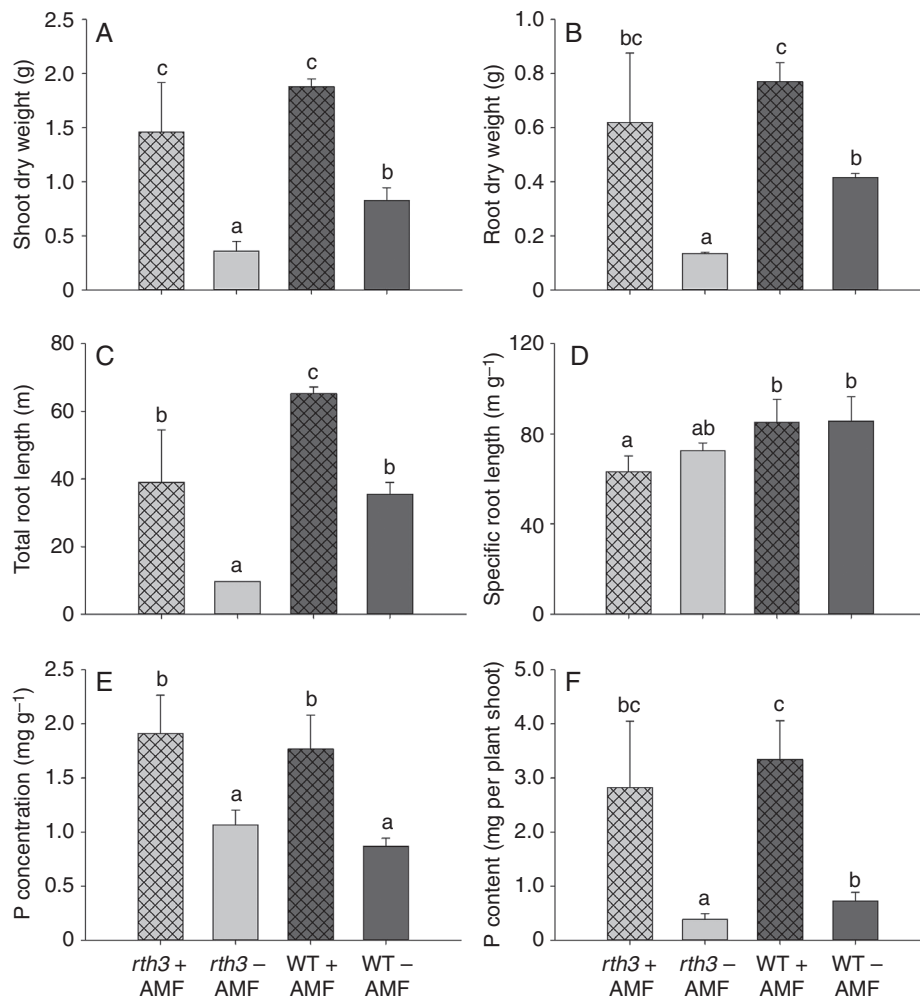 A
Shoot dry weight (g)
2.5
2.0
1.5
1.0
0.5
0
c
a
c
b
B
Root dry weight (g)
1.0
0.8
0.6
0.4
0.2
0
bc
a
c
b
C
Total root length (m)
80
60
40
20
0
b
a
c
b
D
Specific root length (m g⁻¹)
120
80
40
0
a
ab
b
b
E
P concentration (mg g⁻¹)
2.5
2.0
1.5
1.0
0.5
0
b
a
b
a
rth3 +
AMF
rth3 –
AMF
WT +
AMF
WT –
AMF
F
P content (mg per plant shoot)
5.0
4.0
3.0
2.0
1.0
0
bc
a
c
b
rth3 +
AMF
rth3 –
AMF
WT +
AMF
WT –
AMF